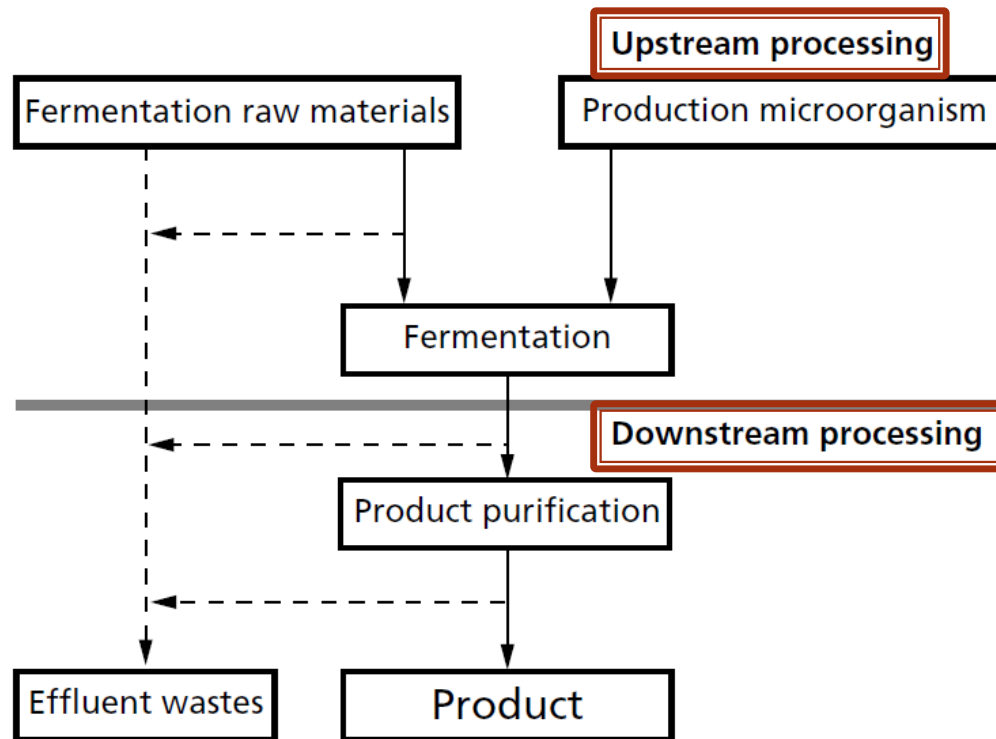 Upstream processing
Fermentation raw materials
Production microorganism
Fermentation
Downstream processing
Product purification
Effluent wastes
Product